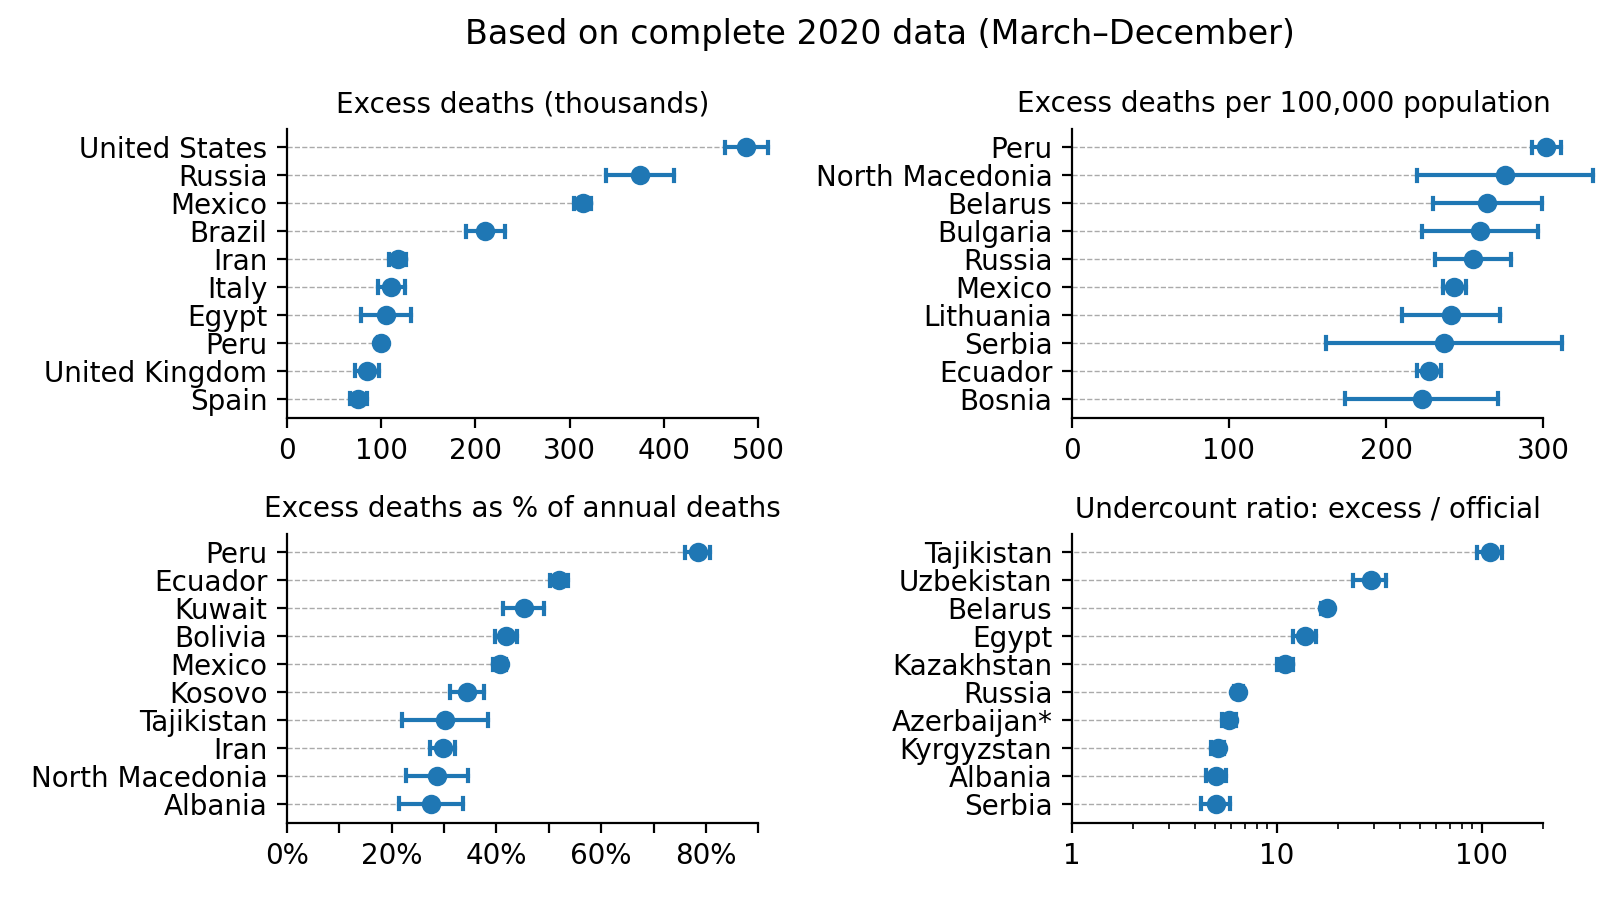 Based on complete 2020 data (March–December)
Excess deaths (thousands)
United States
Russia
Mexico
Brazil
Iran
Italy
Egypt
Peru
United Kingdom
Spain
0 100 200 300 400 500
Excess deaths per 100,000 population
Peru
North Macedonia
Belarus
Bulgaria
Russia
Mexico
Lithuania
Serbia
Ecuador
Bosnia
0 100 200 300
Excess deaths as % of annual deaths
Peru
Ecuador
Kuwait
Bolivia
Mexico
Kosovo
Tajikistan
Iran
North Macedonia
Albania
0% 20% 40% 60% 80%
Undercount ratio: excess / official
Tajikistan
Uzbekistan
Belarus
Egypt
Kazakhstan
Russia
Azerbaijan*
Kyrgyzstan
Albania
Serbia
1 10 100